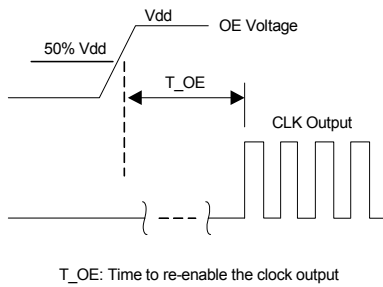 Vdd
OE Voltage
50% Vdd
T_OE
CLK Output
T_OE: Time to re-enable the clock output